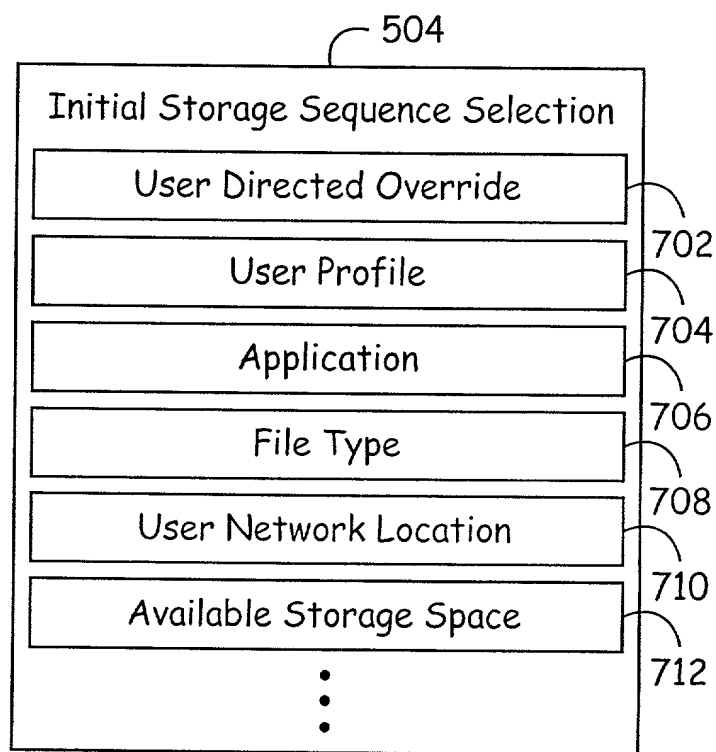 504
Initial Storage Sequence Selection
User Directed Override
702
User Profile
704
Application
706
File Type
708
User Network Location
710
Available Storage Space
712